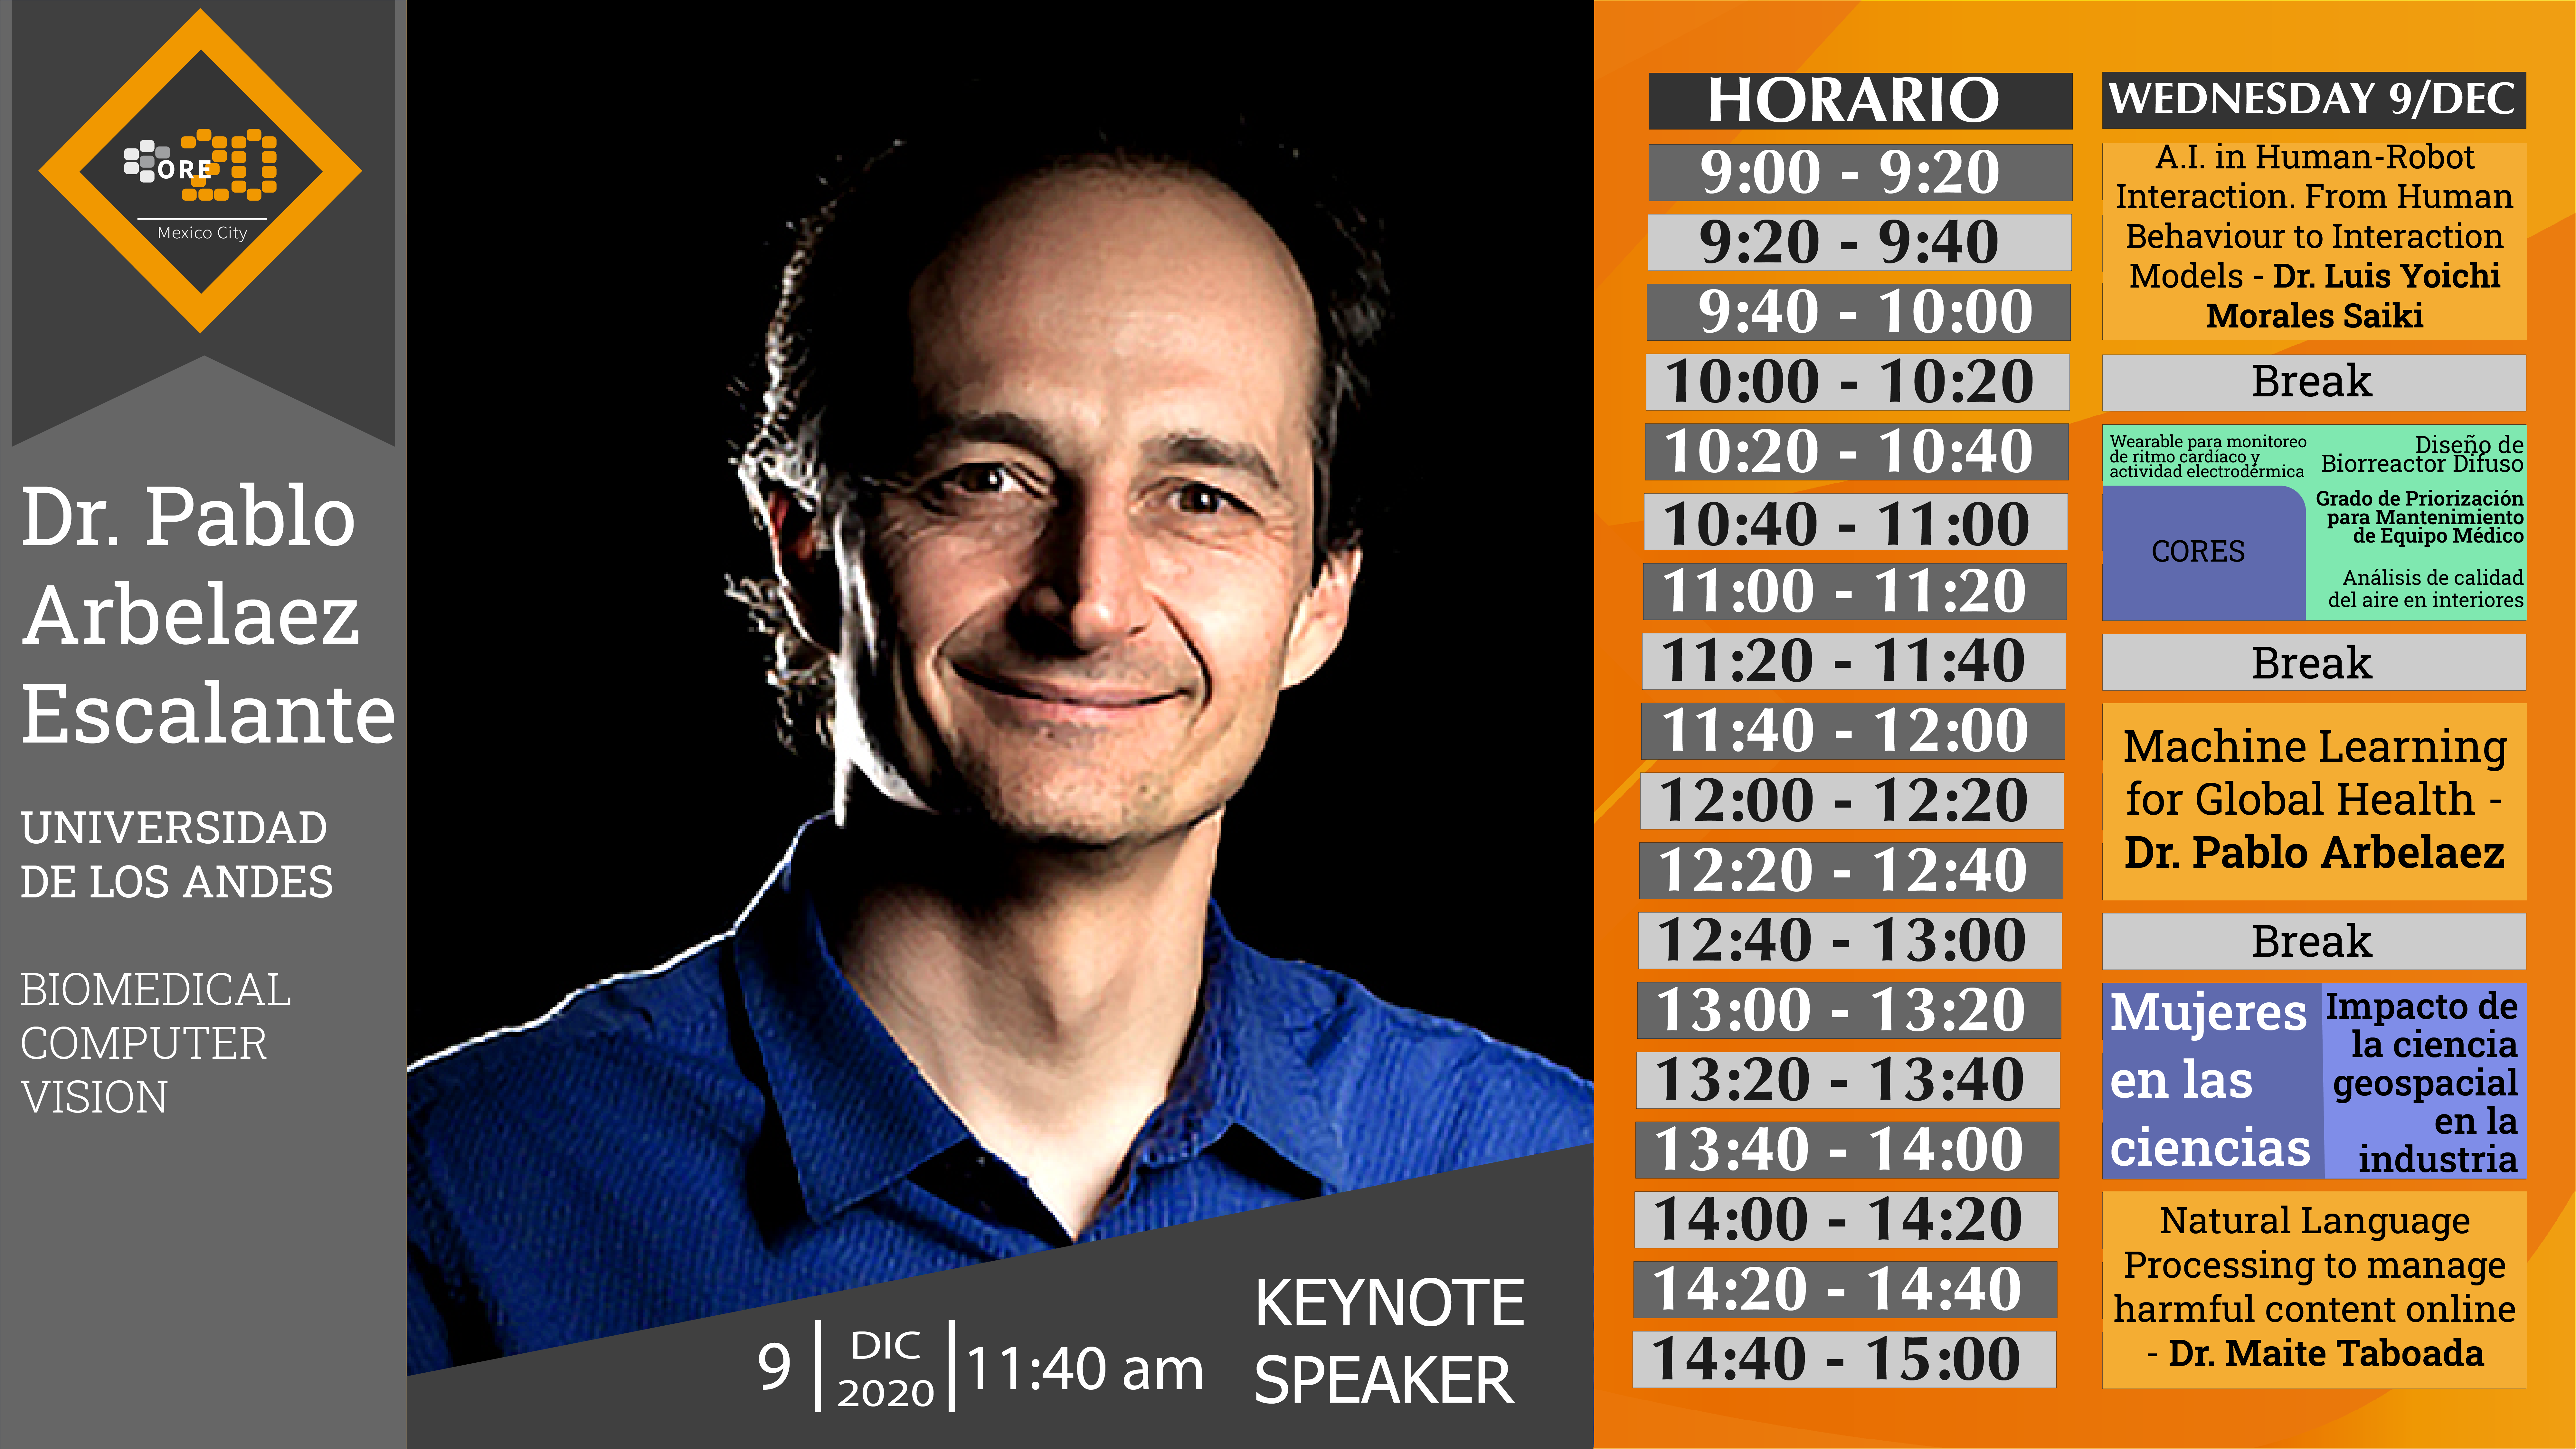 ORE
20
Mexico City
Dr. Pablo
Arbelaez
Escalante
UNIVERSIDAD
DE LOS ANDES
BIOMEDICAL
COMPUTER
VISION
9
DIC
2020
11:40 am
KEYNOTE
SPEAKER
HORARIO
9:00 - 9:20
9:20 - 9:40
9:40 - 10:00
10:00 - 10:20
10:20 - 10:40
10:40 - 11:00
11:00 - 11:20
11:20 - 11:40
11:40 - 12:00
12:00 - 12:20
12:20 - 12:40
12:40 - 13:00
13:00 - 13:20
13:20 - 13:40
13:40 - 14:00
14:00 - 14:20
14:20 - 14:40
14:40 - 15:00
WEDNESDAY 9/DEC
A.I. in Human-Robot
Interaction. From Human
Behaviour to Interaction
Models - Dr. Luis Yoichi
Morales Saiki
Break
Wearable para monitoreo
de ritmo cardíaco y
actividad electrodérmica
Diseño de
Biorreactor Difuso
Grado de Priorización
para Mantenimiento
de Equipo Médico
CORES
Análisis de calidad
del aire en interiores
Break
Machine Learning
for Global Health -
Dr. Pablo Arbelaez
Break
Mujeres
en las
ciencias
Impacto de
la ciencia
geospacial
en la
industria
Natural Language
Processing to manage
harmful content online
- Dr. Maite Taboada